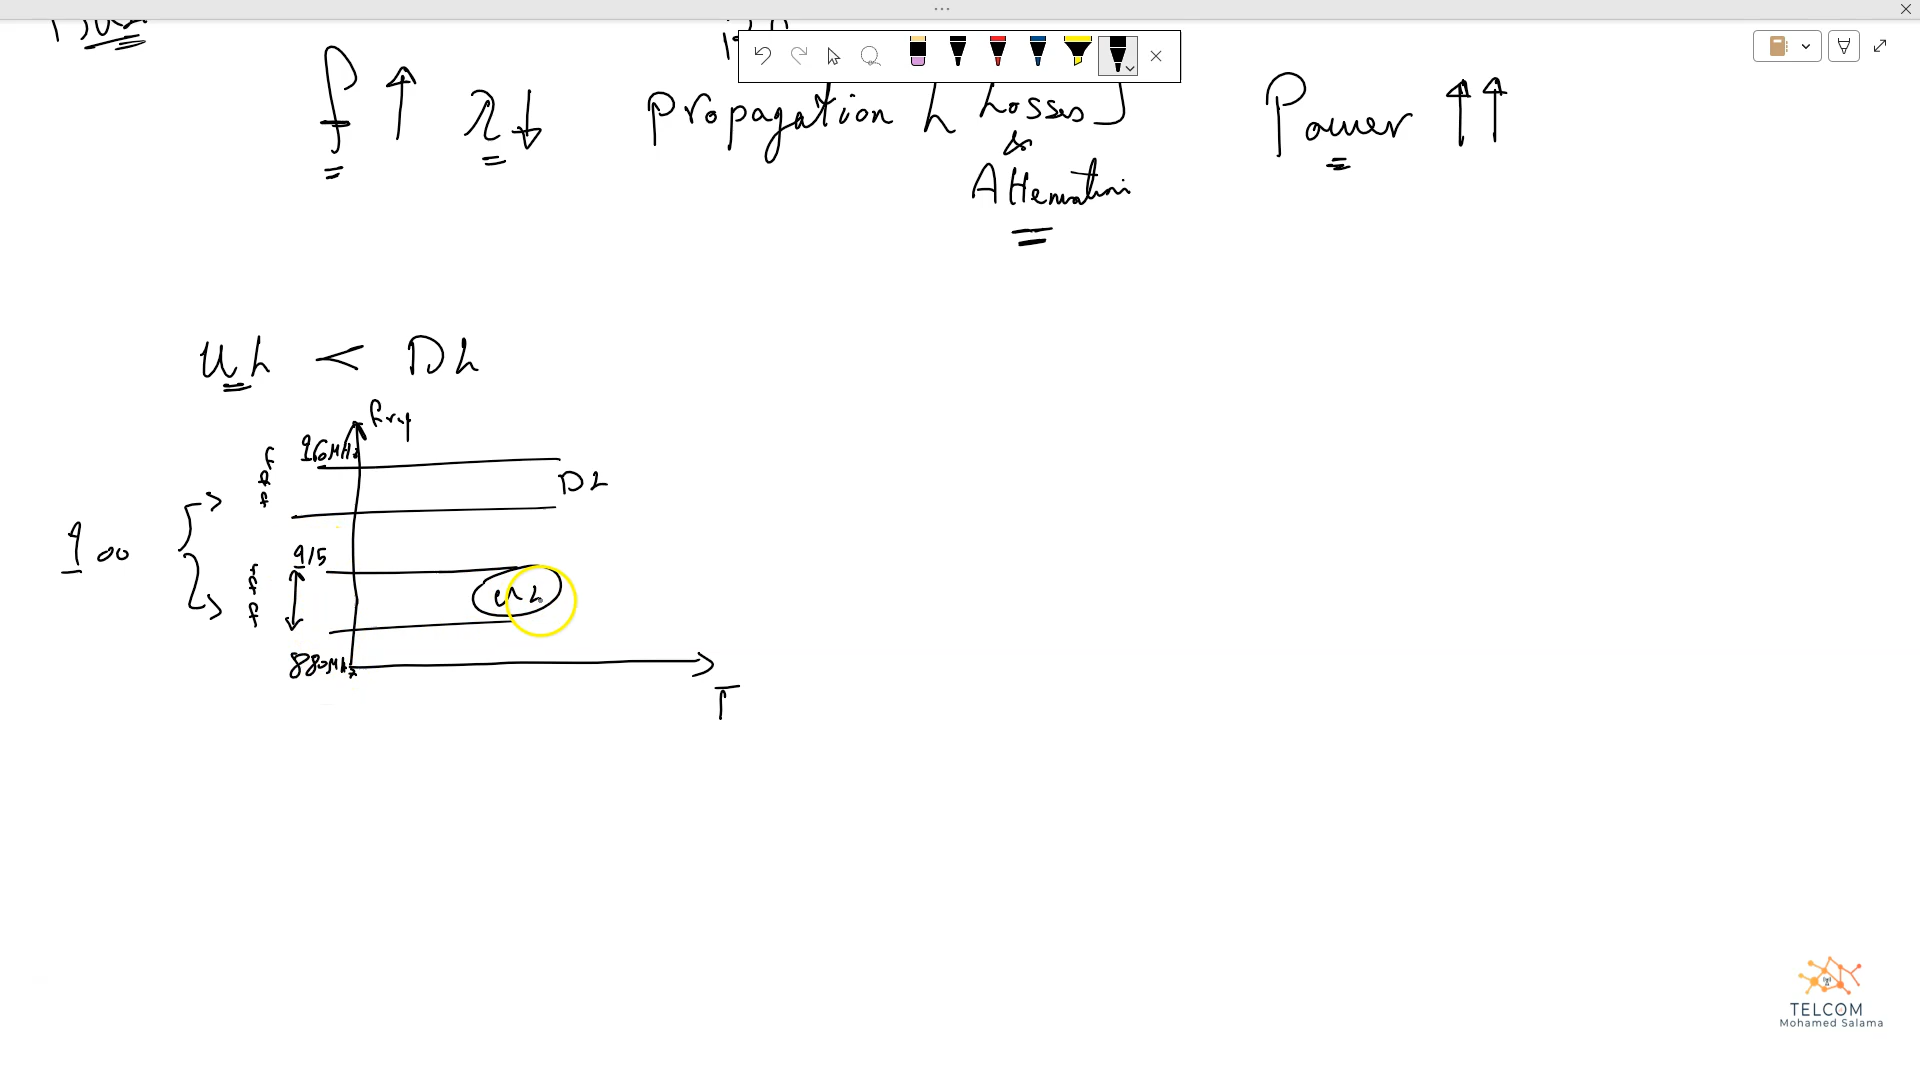 f ↑ λ ↓ Propagation L Losses J Power ↑↑
&
Attenuation
UL < DL
freq
96MHz
DL
900
915
UL
880MHz
T
TELCOM
Mohamed Salama